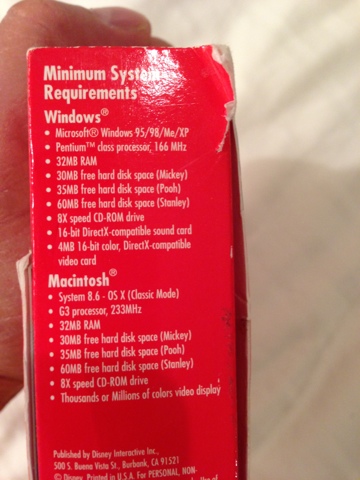 Minimum System
Requirements
Windows®
• Microsoft® Windows 95/98/Me/XP
• Pentium™ class processor, 166 MHz
• 32MB RAM
• 30MB free hard disk space (Mickey)
• 35MB free hard disk space (Pooh)
• 60MB free hard disk space (Stanley)
• 8X speed CD-ROM drive
• 16-bit DirectX-compatible sound card
• 4MB 16-bit color, DirectX-compatible
video card
Macintosh®
• System 8.6 - OS X (Classic Mode)
• G3 processor, 233MHz
• 32MB RAM
• 30MB free hard disk space (Mickey)
• 35MB free hard disk space (Pooh)
• 60MB free hard disk space (Stanley)
• 8X speed CD-ROM drive
• Thousands or Millions of colors video display
Published by Disney Interactive Inc.,
500 S. Buena Vista St., Burbank, CA 91521
© Disney. Printed in U.S.A. For PERSONAL, NON-